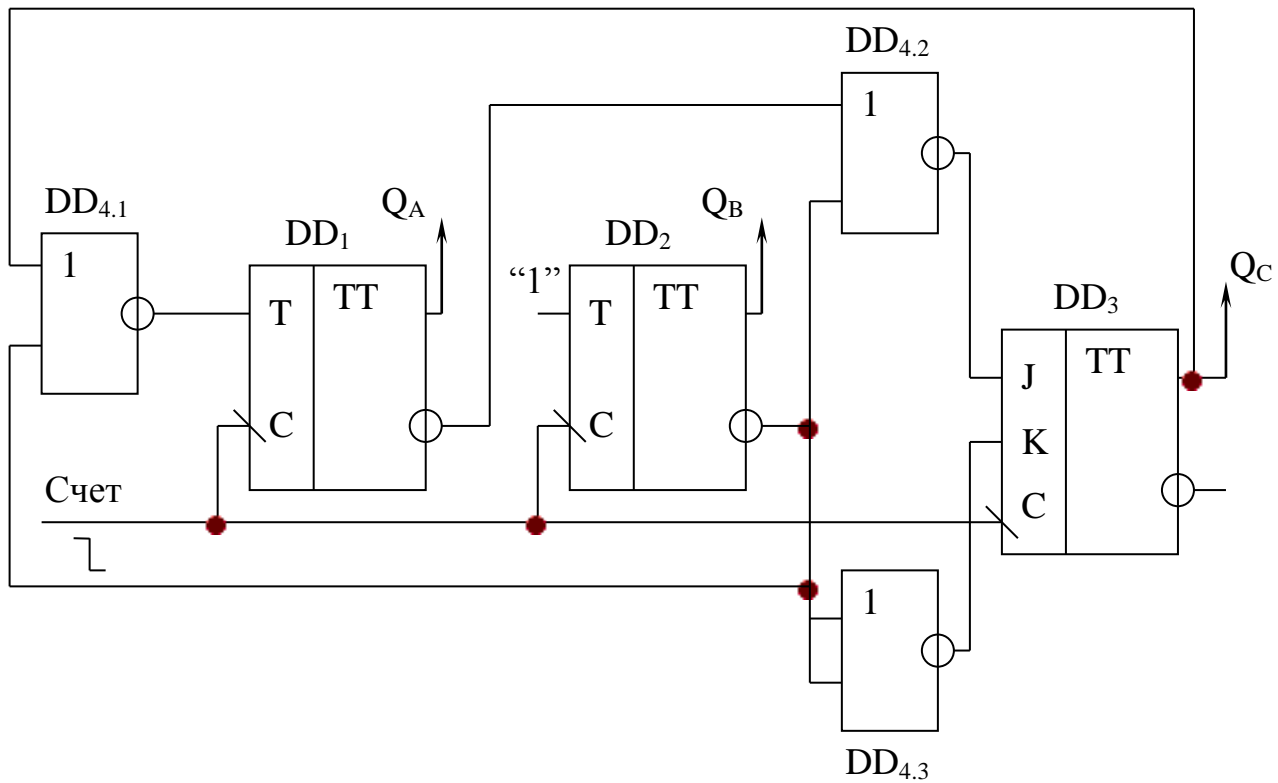 DD4.2
1
DD4.1
1
QA
DD1
T
TT
C
QB
DD2
“1”
T
TT
C
QC
DD3
J
TT
K
C
Счет
1
DD4.3